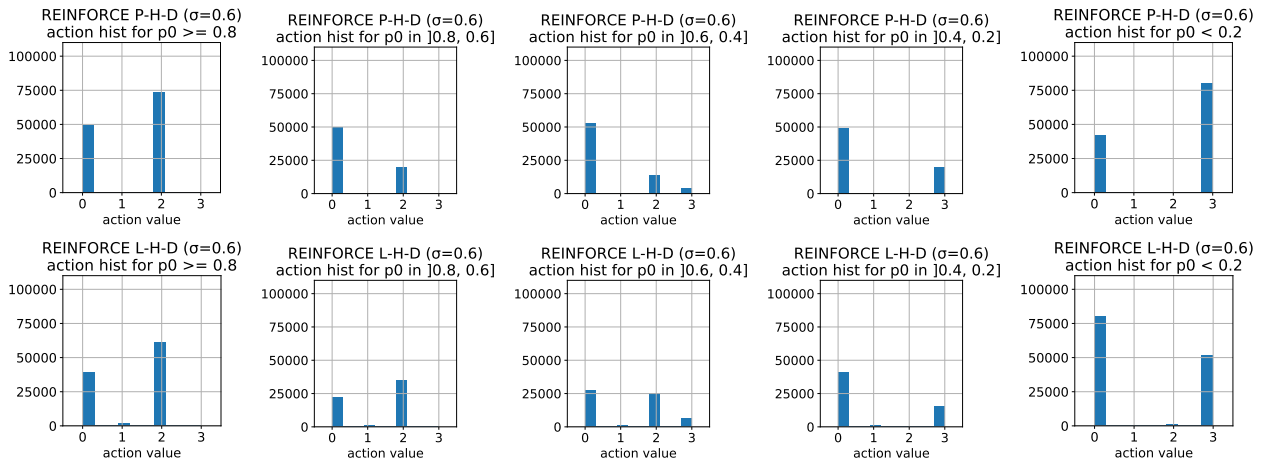 REINFORCE P-H-D (σ=0.6)
action hist for p0 >= 0.8
100000
75000
50000
25000
0
0 1 2 3
action value
REINFORCE P-H-D (σ=0.6)
action hist for p0 in ]0.8, 0.6]
100000
75000
50000
25000
0
0 1 2 3
action value
REINFORCE P-H-D (σ=0.6)
action hist for p0 in ]0.6, 0.4]
100000
75000
50000
25000
0
0 1 2 3
action value
REINFORCE P-H-D (σ=0.6)
action hist for p0 in ]0.4, 0.2]
100000
75000
50000
25000
0
0 1 2 3
action value
REINFORCE P-H-D (σ=0.6)
action hist for p0 < 0.2
100000
75000
50000
25000
0
0 1 2 3
action value
REINFORCE L-H-D (σ=0.6)
action hist for p0 >= 0.8
100000
75000
50000
25000
0
0 1 2 3
action value
REINFORCE L-H-D (σ=0.6)
action hist for p0 in ]0.8, 0.6]
100000
75000
50000
25000
0
0 1 2 3
action value
REINFORCE L-H-D (σ=0.6)
action hist for p0 in ]0.6, 0.4]
100000
75000
50000
25000
0
0 1 2 3
action value
REINFORCE L-H-D (σ=0.6)
action hist for p0 in ]0.4, 0.2]
100000
75000
50000
25000
0
0 1 2 3
action value
REINFORCE L-H-D (σ=0.6)
action hist for p0 < 0.2
100000
75000
50000
25000
0
0 1 2 3
action value